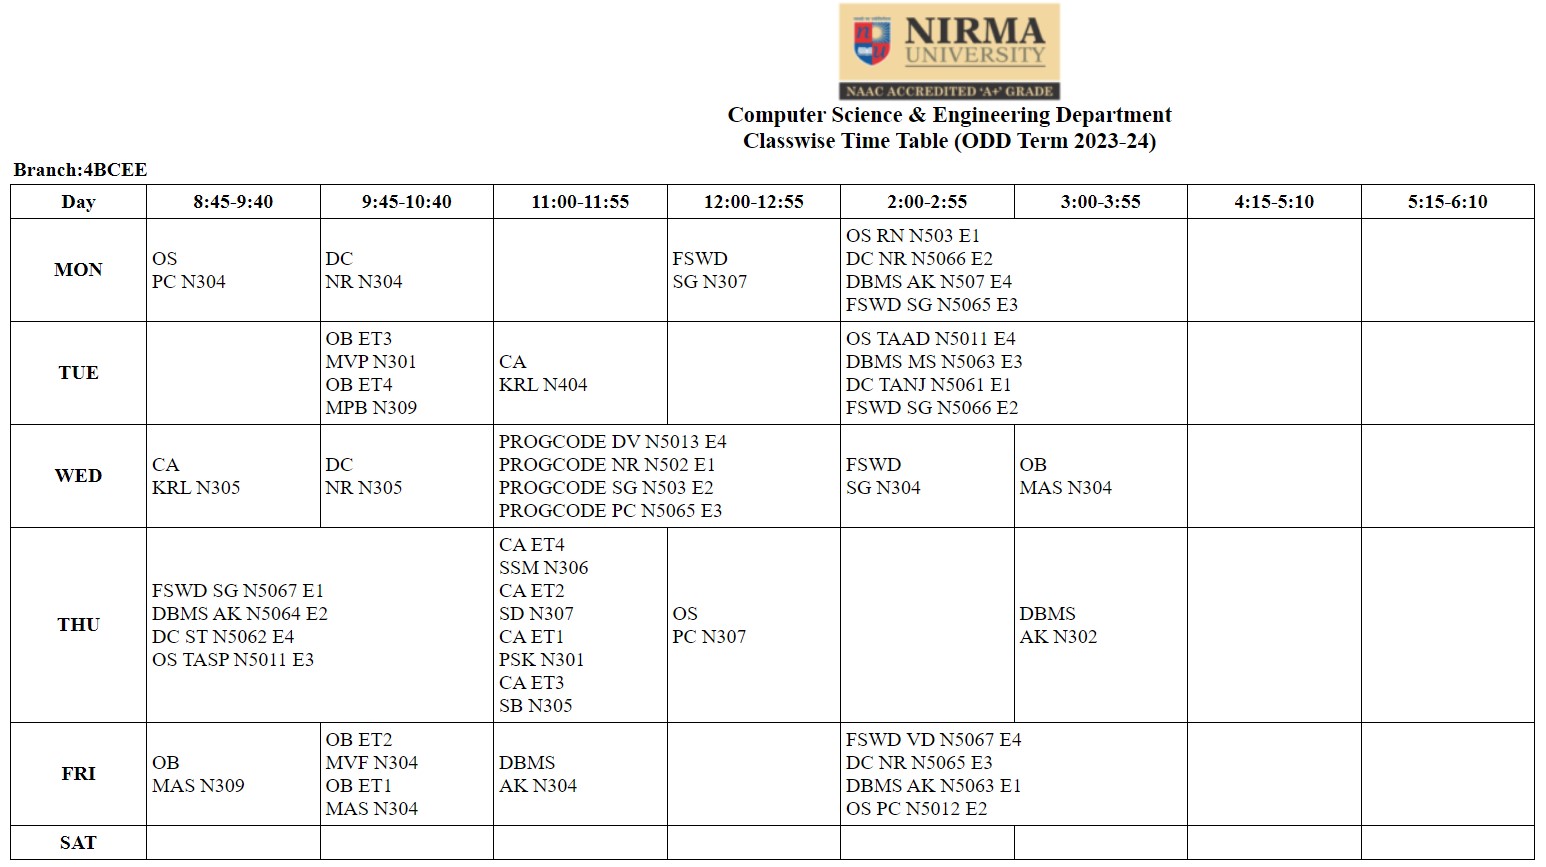 NIRMA
UNIVERSITY
NAAC ACCREDITED 'A+' GRADE
Computer Science & Engineering Department
Classwise Time Table (ODD Term 2023-24)
Branch:4BCEE
Day 8:45-9:40 9:45-10:40 11:00-11:55 12:00-12:55 2:00-2:55 3:00-3:55 4:15-5:10 5:15-6:10
MON
OS
PC N304
DC
NR N304
FSWD
SG N307
OS RN N503 E1
DC NR N5066 E2
DBMS AK N507 E4
FSWD SG N5065 E3
TUE
OB ET3
MVP N301
OB ET4
MPB N309
CA
KRL N404
OS TAAD N5011 E4
DBMS MS N5063 E3
DC TANJ N5061 E1
FSWD SG N5066 E2
WED
CA
KRL N305
DC
NR N305
PROGCODE DV N5013 E4
PROGCODE NR N502 E1
PROGCODE SG N503 E2
PROGCODE PC N5065 E3
FSWD
SG N304
OB
MAS N304
THU
FSWD SG N5067 E1
DBMS AK N5064 E2
DC ST N5062 E4
OS TASP N5011 E3
CA ET4
SSM N306
CA ET2
SD N307
CA ET1
PSK N301
CA ET3
SB N305
OS
PC N307
DBMS
AK N302
FRI
OB
MAS N309
OB ET2
MVF N304
OB ET1
MAS N304
DBMS
AK N304
FSWD VD N5067 E4
DC NR N5065 E3
DBMS AK N5063 E1
OS PC N5012 E2
SAT